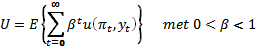 U = E{∑_{t=0}^{∞} β^t u(π_t, y_t)}    met 0 < β < 1